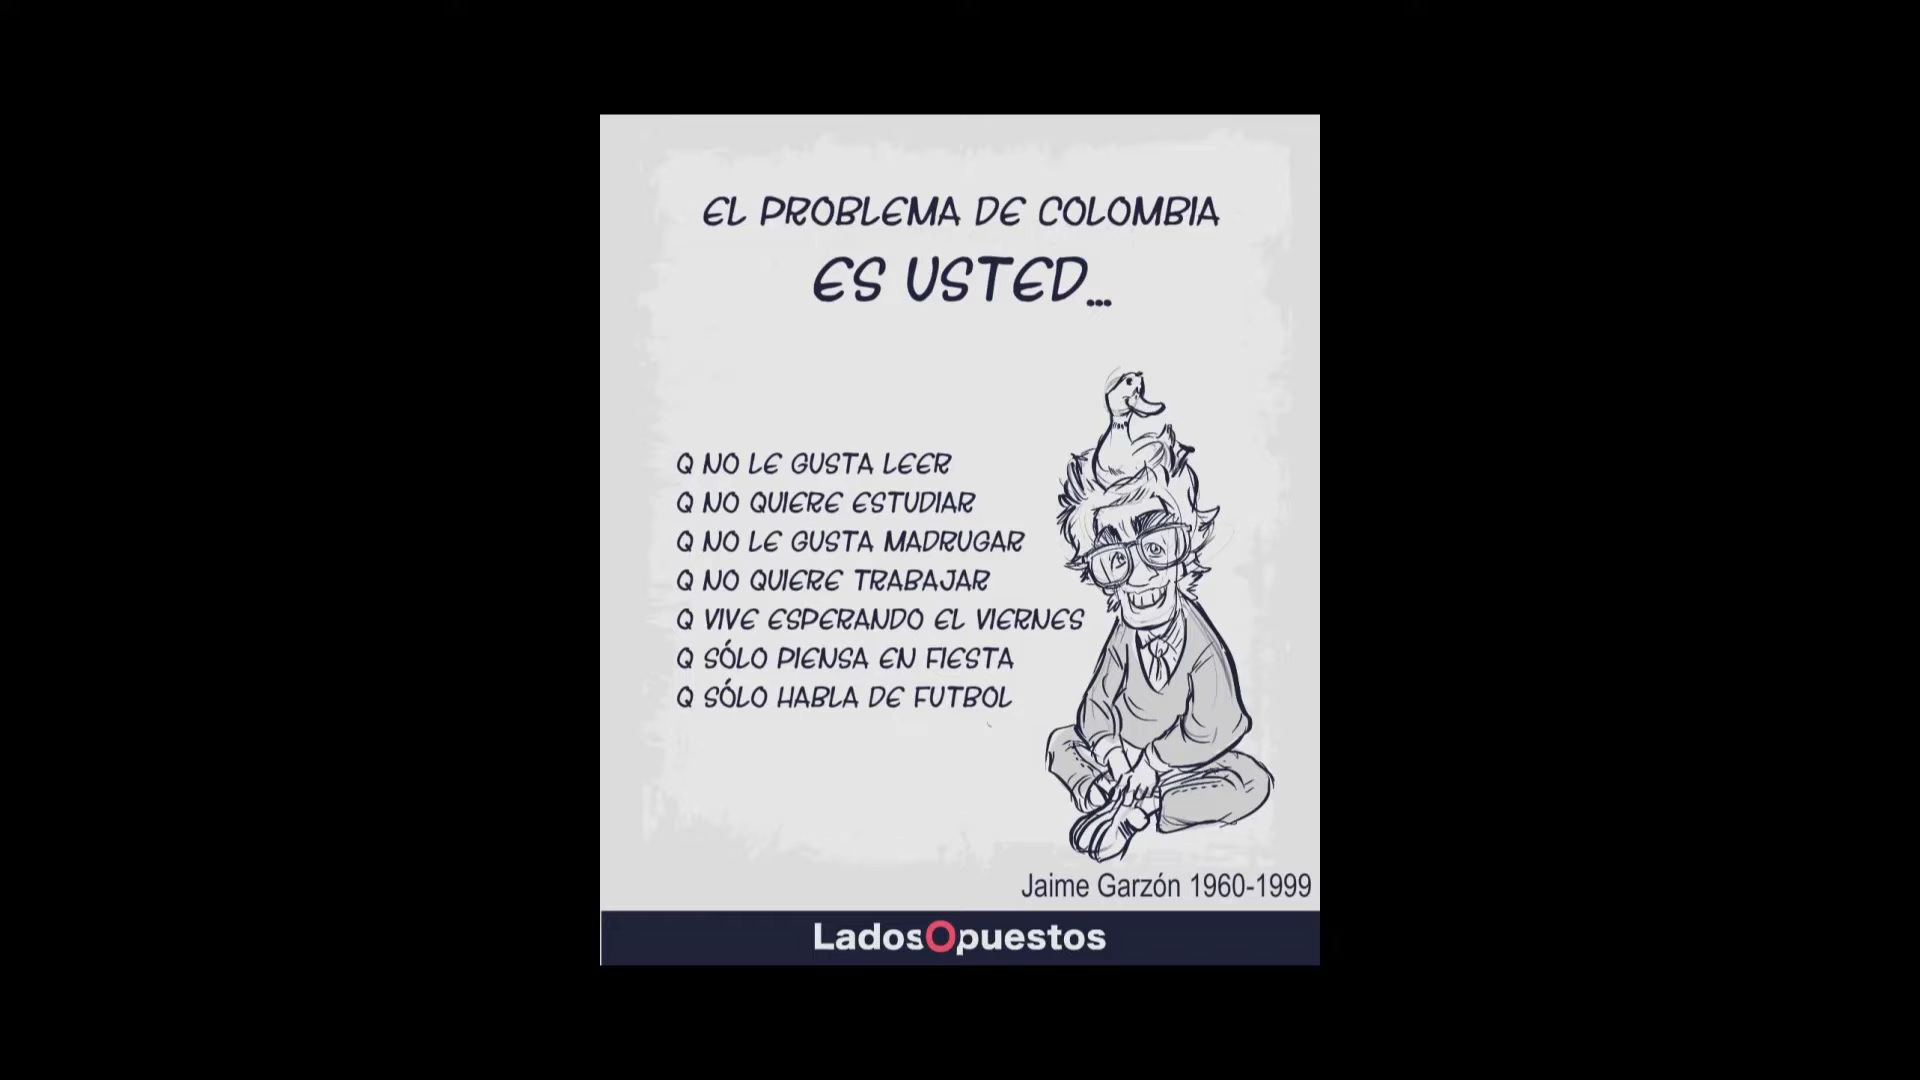 EL PROBLEMA DE COLOMBIA
ES USTED...
Q NO LE GUSTA LEER
Q NO QUIERE ESTUDIAR
Q NO LE GUSTA MADRUGAR
Q NO QUIERE TRABAJAR
Q VIVE ESPERANDO EL VIERNES
Q SÓLO PIENSA EN FIESTA
Q SÓLO HABLA DE FUTBOL
Jaime Garzón 1960-1999
LadosOpuestos